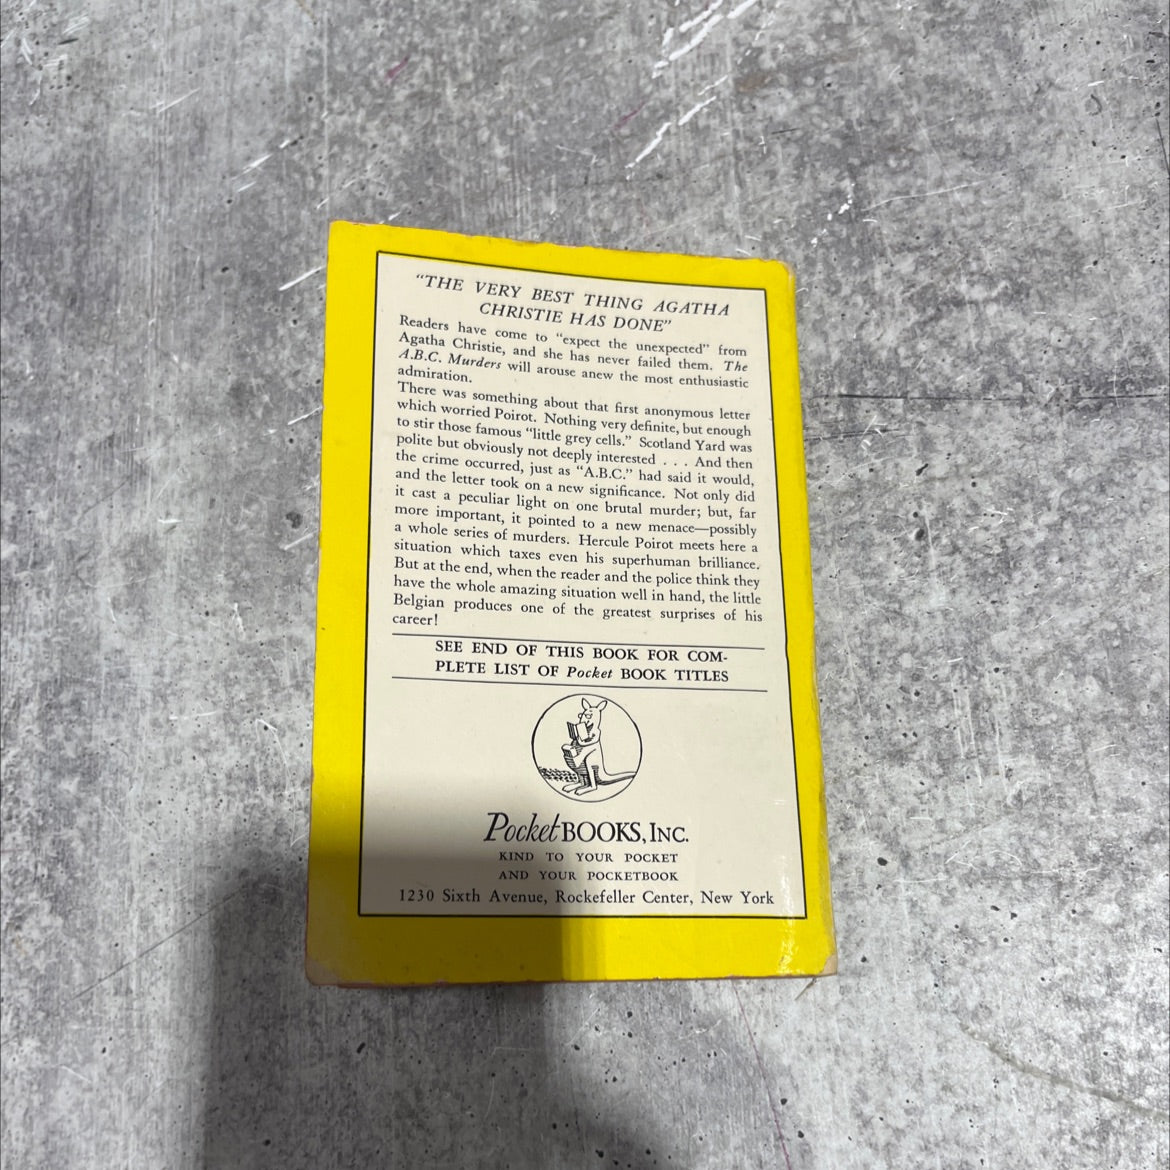 "THE VERY BEST THING AGATHA
CHRISTIE HAS DONE"
Readers have come to "expect the unexpected" from
Agatha Christie, and she has never failed them. The
A.B.C. Murders will arouse anew the most enthusiastic
admiration.
There was something about that first anonymous letter
which worried Poirot. Nothing very definite, but enough
to stir those famous "little grey cells." Scotland Yard was
polite but obviously not deeply interested . . . And then
the crime occurred, just as "A.B.C." had said it would,
and the letter took on a new significance. Not only did
it cast a peculiar light on one brutal murder; but, far
more important, it pointed to a new menace—possibly
a whole series of murders. Hercule Poirot meets here a
situation which taxes even his superhuman brilliance.
But at the end, when the reader and the police think they
have the whole amazing situation well in hand, the little
Belgian produces one of the greatest surprises of his
career!
SEE END OF THIS BOOK FOR COM-
PLETE LIST OF Pocket BOOK TITLES
Pocket BOOKS, INC.
KIND TO YOUR POCKET
AND YOUR POCKETBOOK
1230 Sixth Avenue, Rockefeller Center, New York